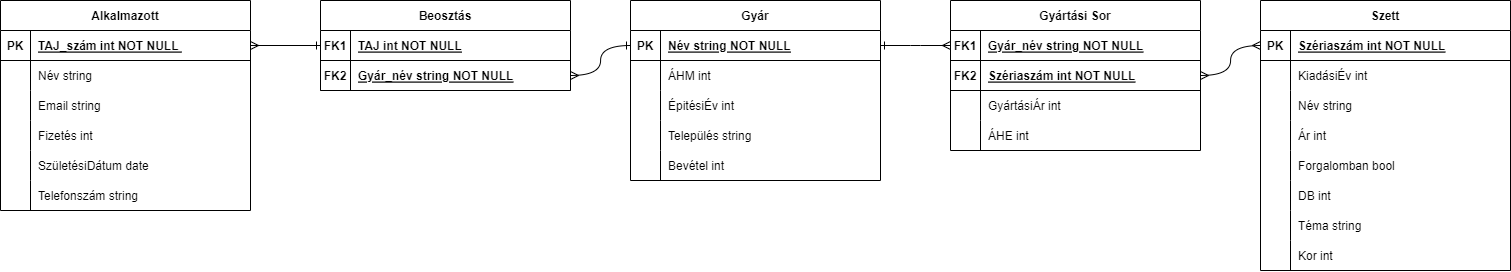 Alkalmazott
PK TAJ_szám int NOT NULL
Név string
Email string
Fizetés int
SzületésiDátum date
Telefonszám string
Beosztás
FK1 TAJ int NOT NULL
FK2 Gyár_név string NOT NULL
Gyár
PK Név string NOT NULL
ÁHM int
ÉpitésiÉv int
Település string
Bevétel int
Gyártási Sor
FK1 Gyár_név string NOT NULL
FK2 Szériaszám int NOT NULL
GyártásiÁr int
ÁHE int
Szett
PK Szériaszám int NOT NULL
KiadásiÉv int
Név string
Ár int
Forgalomban bool
DB int
Téma string
Kor int